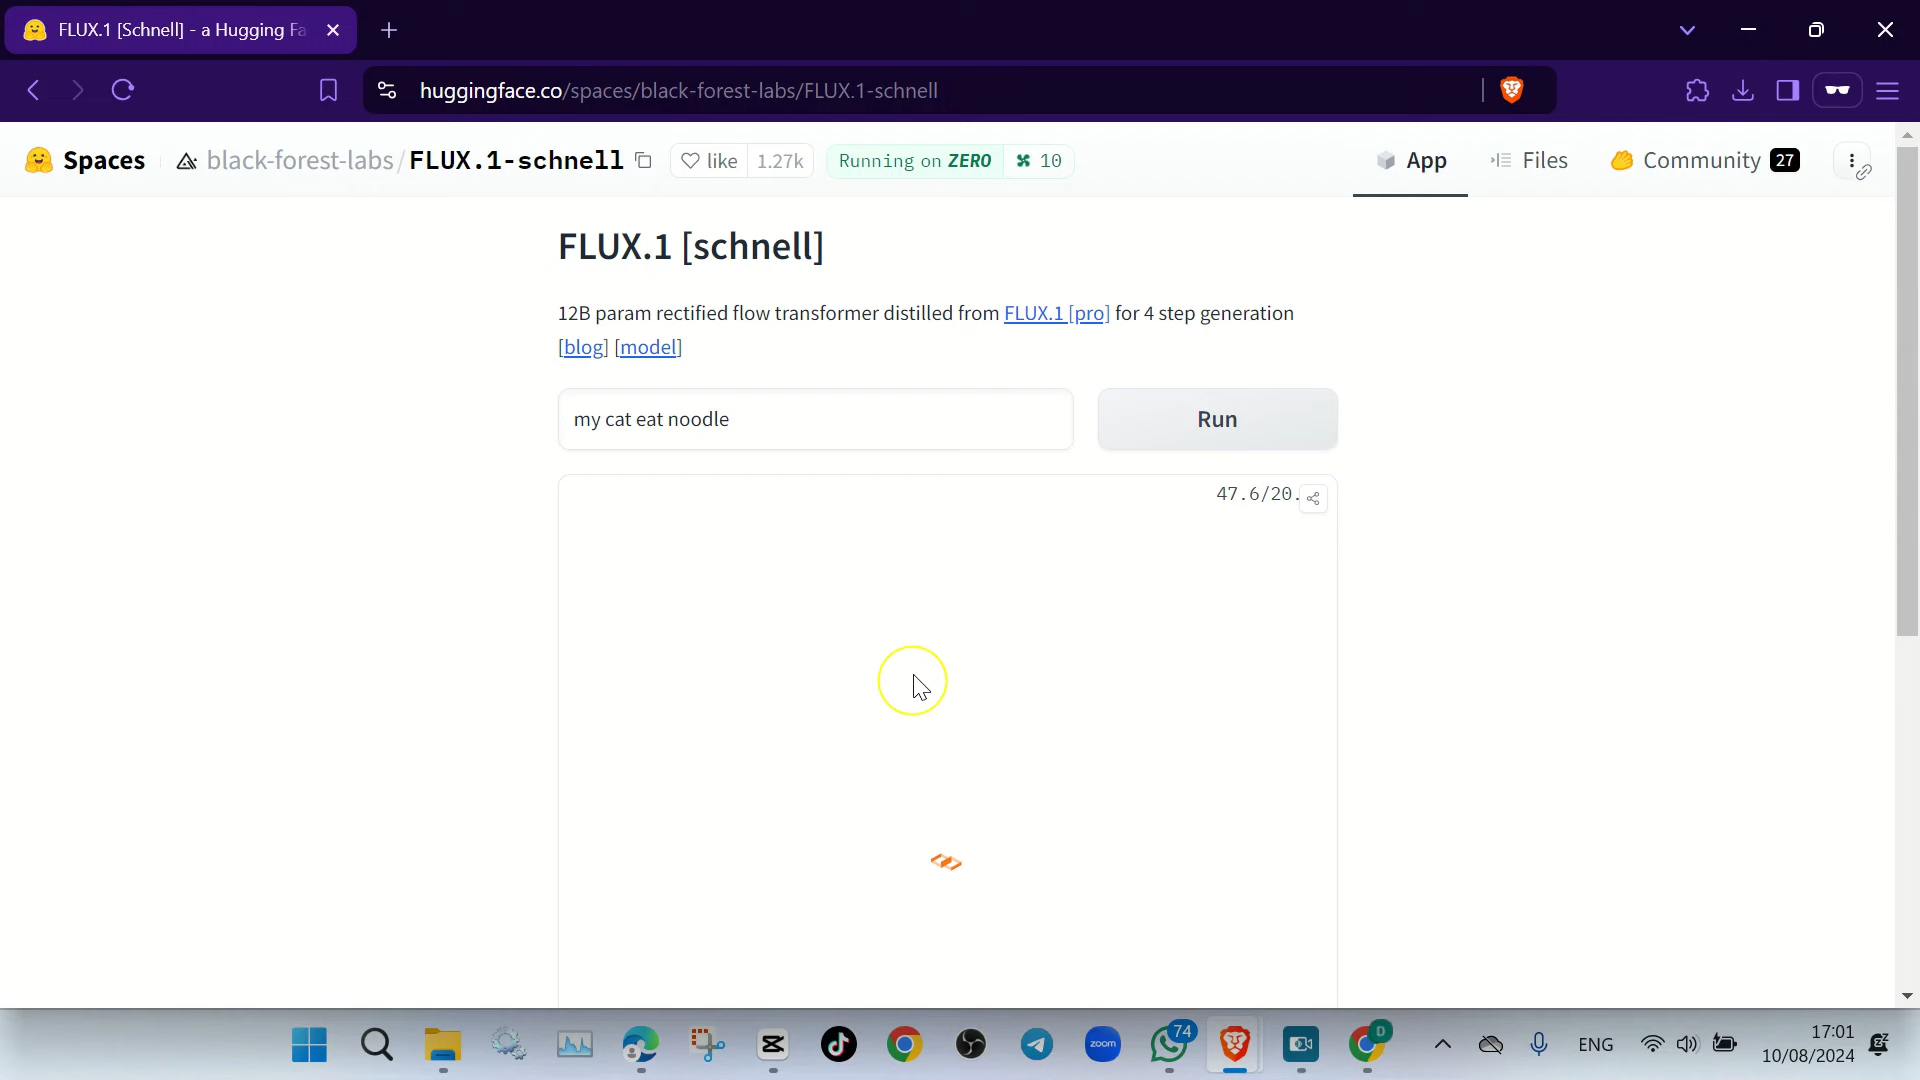 FLUX.1 [Schnell] - a Hugging Fa
huggingface.co/spaces/black-forest-labs/FLUX.1-schnell
Spaces
black-forest-labs/FLUX.1-schnell
like 1.27k
Running on ZERO 10
App
Files
Community 27
FLUX.1 [schnell]
12B param rectified flow transformer distilled from FLUX.1 [pro] for 4 step generation
[blog] [model]
my cat eat noodle
Run
47.6/20.
zoom
74
D
ENG
17:01
10/08/2024